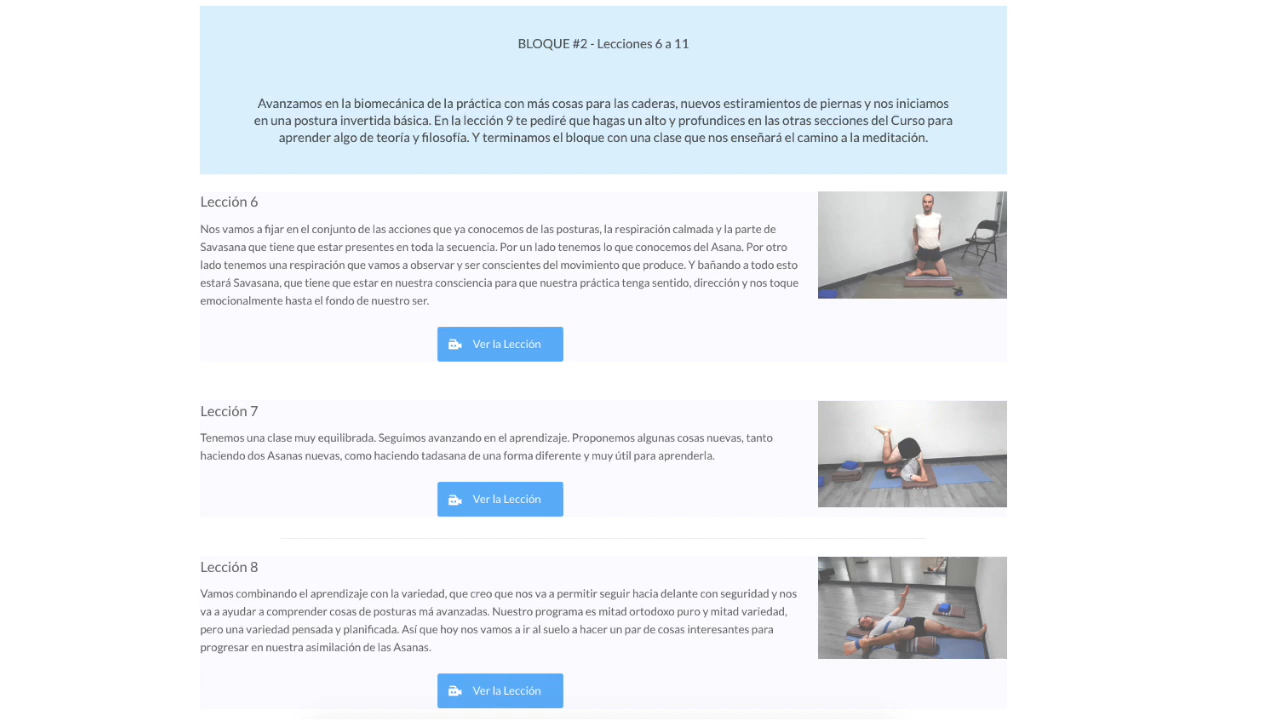 BLOQUE #2 - Lecciones 6 a 11
Avanzamos en la biomecánica de la práctica con más cosas para las caderas, nuevos estiramientos de piernas y nos iniciamos
en una postura invertida básica. En la lección 9 te pediré que hagas un alto y profundices en las otras secciones del Curso para
aprender algo de teoría y filosofía. Y terminamos el bloque con una clase que nos enseñará el camino a la meditación.
Lección 6
Nos vamos a fijar en el conjunto de las acciones que ya conocemos de las posturas, la respiración calmada y la parte de
Savasana que tiene que estar presentes en toda la secuencia. Por un lado tenemos lo que conocemos del Asana. Por otro
lado tenemos una respiración que vamos a observar y ser conscientes del movimiento que produce. Y bañando a todo esto
estará Savasana, que tiene que estar en nuestra consciencia para que nuestra práctica tenga sentido, dirección y nos toque
emocionalmente hasta el fondo de nuestro ser.
Ver la Lección
Lección 7
Tenemos una clase muy equilibrada. Seguimos avanzando en el aprendizaje. Proponemos algunas cosas nuevas, tanto
haciendo dos Asanas nuevas, como haciendo tadasana de una forma diferente y muy útil para aprenderla.
Ver la Lección
Lección 8
Vamos combinando el aprendizaje con la variedad, que creo que nos va a permitir seguir hacia delante con seguridad y nos
va a ayudar a comprender cosas de posturas má avanzadas. Nuestro programa es mitad ortodoxo puro y mitad variedad,
pero una variedad pensada y planificada. Así que hoy nos vamos a ir al suelo a hacer un par de cosas interesantes para
progresar en nuestra asimilación de las Asanas.
Ver la Lección